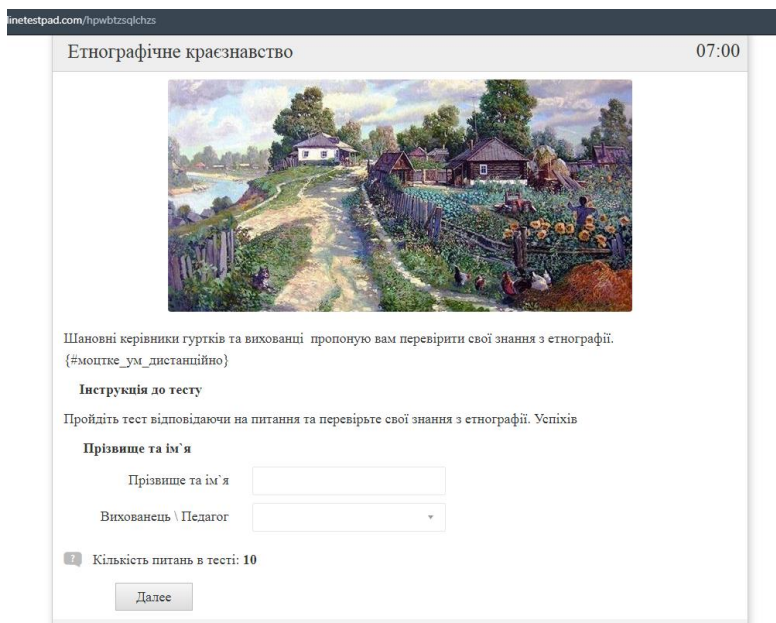 linetestpad.com/hpwbtzsqlchzs
Етнографічне краєзнавство 07:00
Шановні керівники гуртків та вихованці пропоную вам перевірити свої знання з етнографії.
{#моцтке_ум_дистанційно}
Інструкція до тесту
Пройдіть тест відповідаючи на питання та перевірьте свої знання з етнографії. Успіхів
Прізвище та ім`я
Прізвище та ім`я
Вихованець \ Педагог
? Кількість питань в тесті: 10
Далее